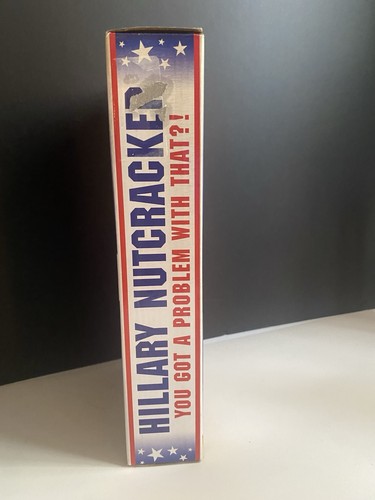 HILLARY NUTCRACKER
YOU GOT A PROBLEM WITH THAT?!